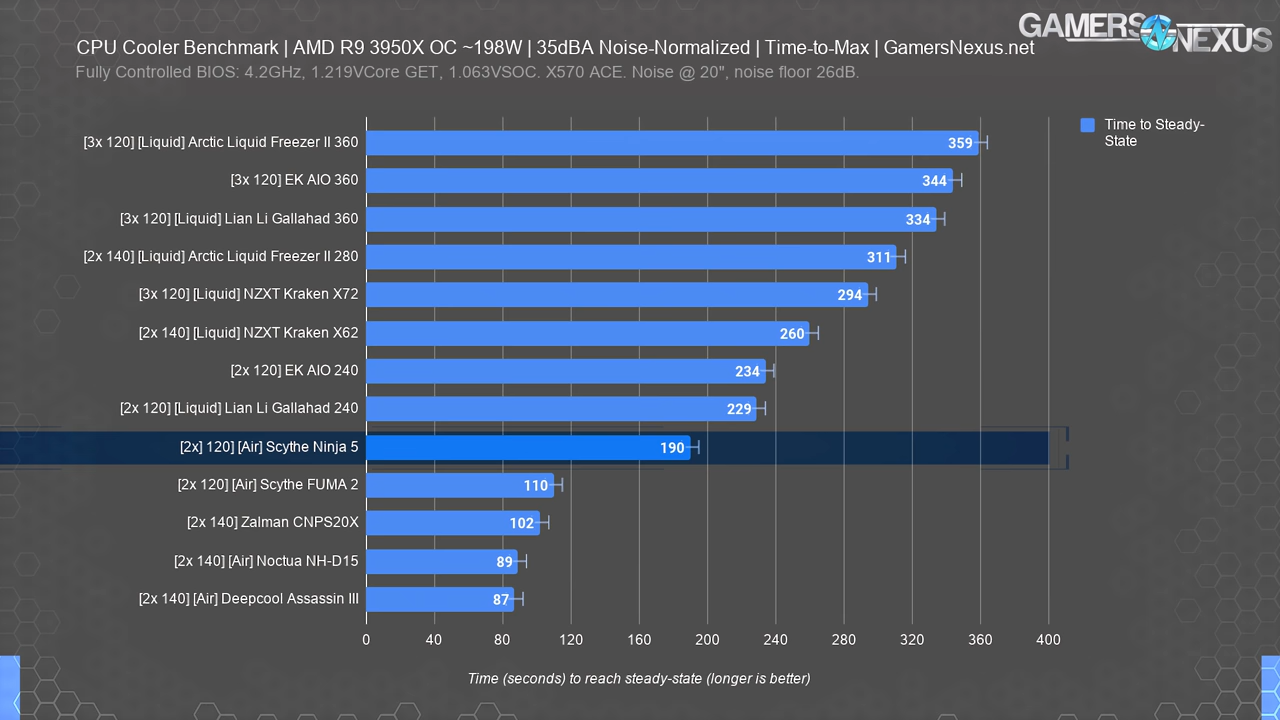 GAMERS NEXUS
CPU Cooler Benchmark | AMD R9 3950X OC ~198W | 35dBA Noise-Normalized | Time-to-Max | GamersNexus.net
Fully Controlled BIOS: 4.2GHz, 1.219VCore GET, 1.063VSOC. X570 ACE. Noise @ 20", noise floor 26dB.
Time to Steady-
State
[3x 120] [Liquid] Arctic Liquid Freezer II 360 359
[3x 120] EK AIO 360 344
[3x 120] [Liquid] Lian Li Gallahad 360 334
[2x 140] [Liquid] Arctic Liquid Freezer II 280 311
[3x 120] [Liquid] NZXT Kraken X72 294
[2x 140] [Liquid] NZXT Kraken X62 260
[2x 120] EK AIO 240 234
[2x 120] [Liquid] Lian Li Gallahad 240 229
[2x] 120] [Air] Scythe Ninja 5 190
[2x 120] [Air] Scythe FUMA 2 110
[2x 140] Zalman CNPS20X 102
[2x 140] [Air] Noctua NH-D15 89
[2x 140] [Air] Deepcool Assassin III 87
0 40 80 120 160 200 240 280 320 360 400
Time (seconds) to reach steady-state (longer is better)